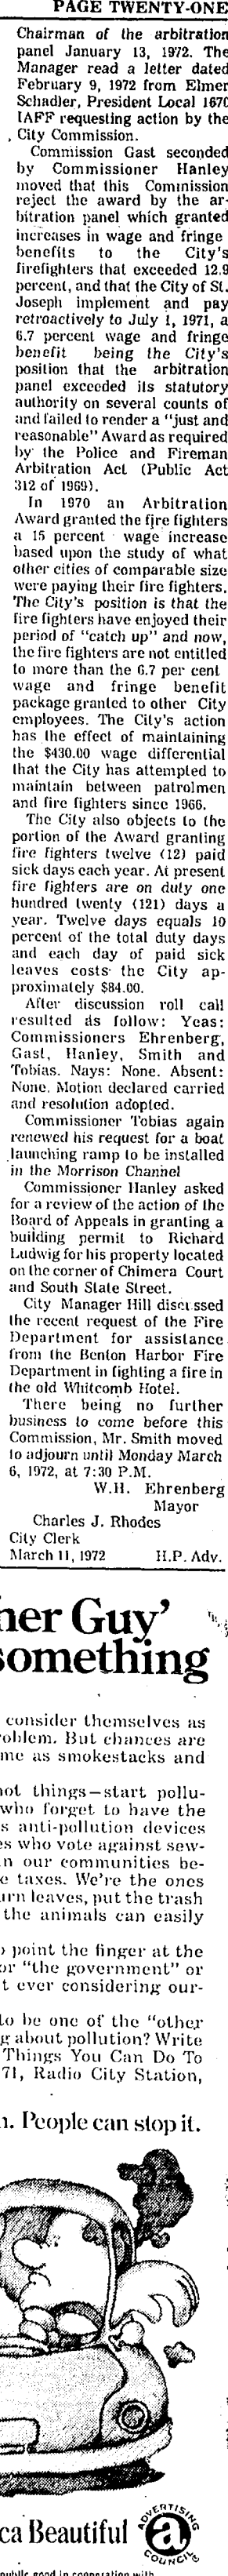 PAGE TWENTY-ONE
Chairman of the arbitration
panel January 13, 1972. The
Manager read a letter dated
February 9, 1972 from Elmer
Schadler, President Local 1670
IAFF requesting action by the
City Commission.
Commission Gast seconded
by Commissioner Hanley
moved that this Commission
reject the award by the ar-
bitration panel which granted
increases in wage and fringe
benefits to the City's
firefighters that exceeded 12.9
percent, and that the City of St.
Joseph implement and pay
retroactively to July 1, 1971, a
6.7 percent wage and fringe
benefit being the City's
position that the arbitration
panel exceeded its statutory
authority on several counts of
and failed to render a "just and
reasonable" Award as required
by the Police and Fireman
Arbitration Act (Public Act
312 of 1969).
In 1970 an Arbitration
Award granted the fire fighters
a 15 percent wage increase
based upon the study of what
other cities of comparable size
were paying their fire fighters.
The City's position is that the
fire fighters have enjoyed their
period of "catch up" and now,
the fire fighters are not entitled
to more than the 6.7 per cent
wage and fringe benefit
package granted to other City
employees. The City's action
has the effect of maintaining
the $430.00 wage differential
that the City has attempted to
maintain between patrolmen
and fire fighters since 1966.
The City also objects to the
portion of the Award granting
fire fighters twelve (12) paid
sick days each year. At present
fire fighters are on duty one
hundred twenty (121) days a
year. Twelve days equals 10
percent of the total duty days
and each day of paid sick
leaves costs the City ap-
proximately $84.00.
After discussion roll call
resulted as follow: Yeas:
Commissioners Ehrenberg,
Gast, Hanley, Smith and
Tobias. Nays: None. Absent:
None. Motion declared carried
and resolution adopted.
Commissioner Tobias again
renewed his request for a boat
launching ramp to be installed
in the Morrison Channel
Commissioner Hanley asked
for a review of the action of the
Board of Appeals in granting a
building permit to Richard
Ludwig for his property located
on the corner of Chimera Court
and South State Street.
City Manager Hill discussed
the recent request of the Fire
Department for assistance
from the Benton Harbor Fire
Department in fighting a fire in
the old Whitcomb Hotel.
There being no further
business to come before this
Commission, Mr. Smith moved
to adjourn until Monday March
6, 1972, at 7:30 P.M.
W.H. Ehrenberg
Mayor
Charles J. Rhodes
City Clerk
March 11, 1972 H.P. Adv.
her Guy'
something
consider themselves as
roblem. But chances are
me as smokestacks and
not things—start pollu-
who forget to have the
s anti-pollution devices
es who vote against sew-
n our communities be-
e taxes. We're the ones
urn leaves, put the trash
the animals can easily
o point the finger at the
or "the government" or
t ever considering our-
to be one of the "other
g about pollution? Write
Things You Can Do To
71, Radio City Station,
n. People can stop it.
ca Beautiful
ADVERTISING
a
COUNCIL
public good in cooperation with